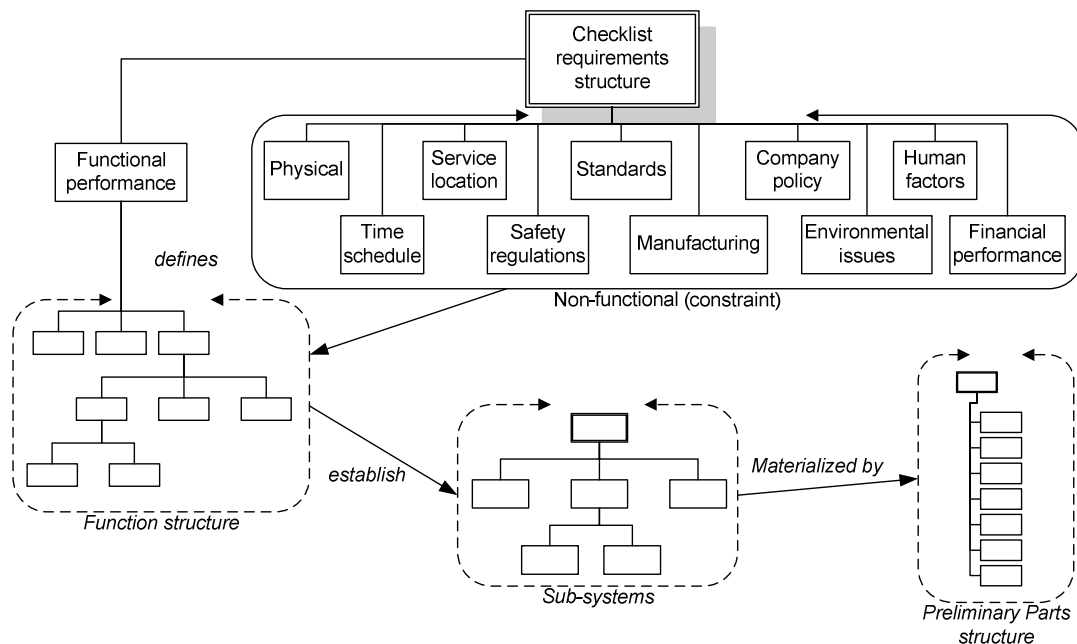 Checklist
requirements
structure
Functional
performance
Physical
Service
location
Standards
Company
policy
Human
factors
Time
schedule
Safety
regulations
Manufacturing
Environmental
issues
Financial
performance
defines
Non-functional (constraint)
establish
Materialized by
Function structure
Sub-systems
Preliminary Parts
structure